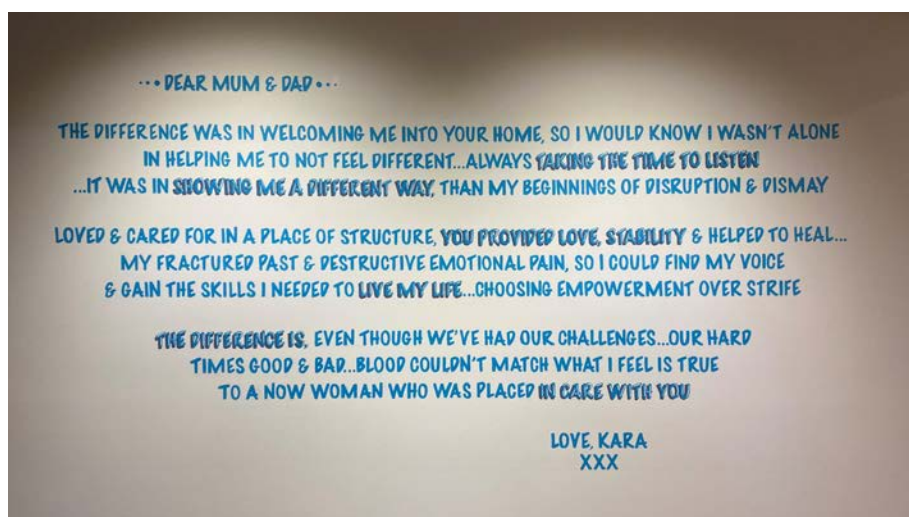 ••• DEAR MUM & DAD •••
THE DIFFERENCE WAS IN WELCOMING ME INTO YOUR HOME, SO I WOULD KNOW I WASN'T ALONE
IN HELPING ME TO NOT FEEL DIFFERENT...ALWAYS TAKING THE TIME TO LISTEN
...IT WAS IN SHOWING ME A DIFFERENT WAY, THAN MY BEGINNINGS OF DISRUPTION & DISMAY
LOVED & CARED FOR IN A PLACE OF STRUCTURE, YOU PROVIDED LOVE, STABILITY & HELPED TO HEAL...
MY FRACTURED PAST & DESTRUCTIVE EMOTIONAL PAIN, SO I COULD FIND MY VOICE
& GAIN THE SKILLS I NEEDED TO LIVE MY LIFE...CHOOSING EMPOWERMENT OVER STRIFE
THE DIFFERENCE IS, EVEN THOUGH WE'VE HAD OUR CHALLENGES...OUR HARD
TIMES GOOD & BAD...BLOOD COULDN'T MATCH WHAT I FEEL IS TRUE
TO A NOW WOMAN WHO WAS PLACED IN CARE WITH YOU
LOVE, KARA
XXX